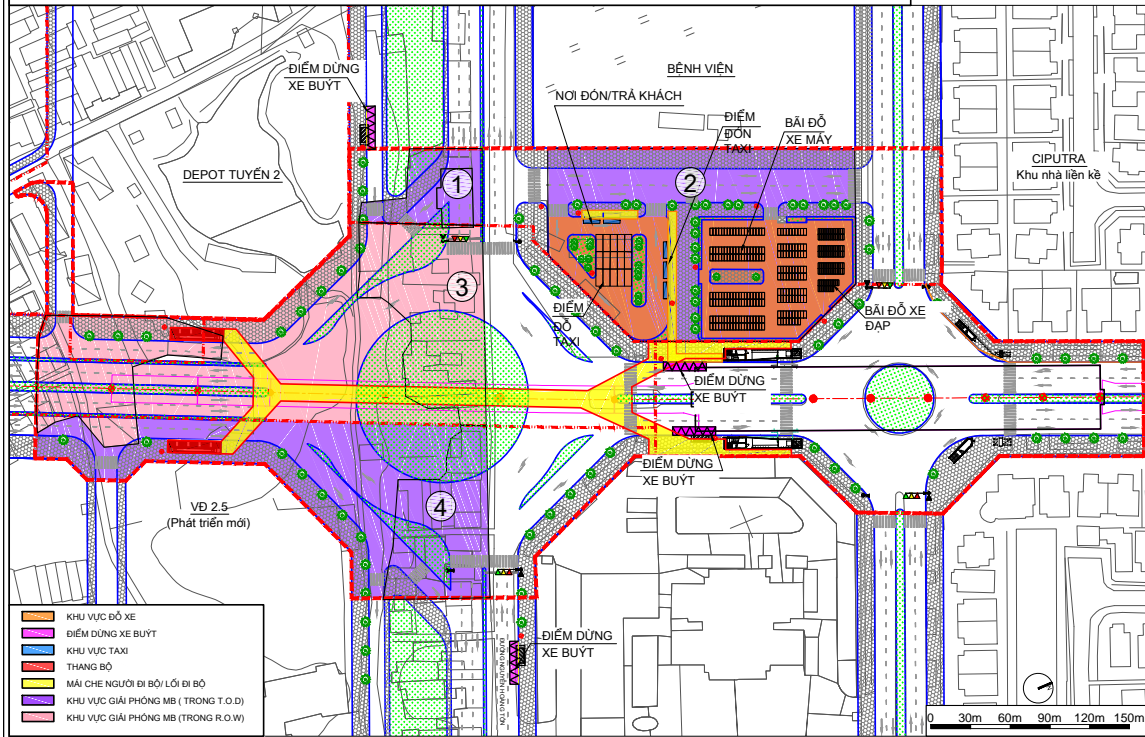 ĐIỂM DỪNG
XE BUÝT
BỆNH VIỆN
NƠI ĐÓN/TRẢ KHÁCH
ĐIỂM
ĐÓN
TAXI
BÃI ĐỖ
XE MÁY
DEPOT TUYẾN 2
CIPUTRA
Khu nhà liền kề
1
2
3
ĐIỂM
ĐỖ
TAXI
BÃI ĐỖ XE
ĐẠP
ĐIỂM DỪNG
XE BUÝT
ĐIỂM DỪNG
XE BUÝT
4
VĐ 2.5
(Phát triển mới)
ĐIỂM DỪNG
XE BUÝT
ĐƯỜNG NGUYỄN HOÀNG TÔN
KHU VỰC ĐỖ XE
ĐIỂM DỪNG XE BUÝT
KHU VỰC TAXI
THANG BỘ
MÁI CHE NGƯỜI ĐI BỘ/ LỐI ĐI BỘ
KHU VỰC GIẢI PHÓNG MB ( TRONG T.O.D)
KHU VỰC GIẢI PHÓNG MB (TRONG R.O.W)
0 30m 60m 90m 120m 150m